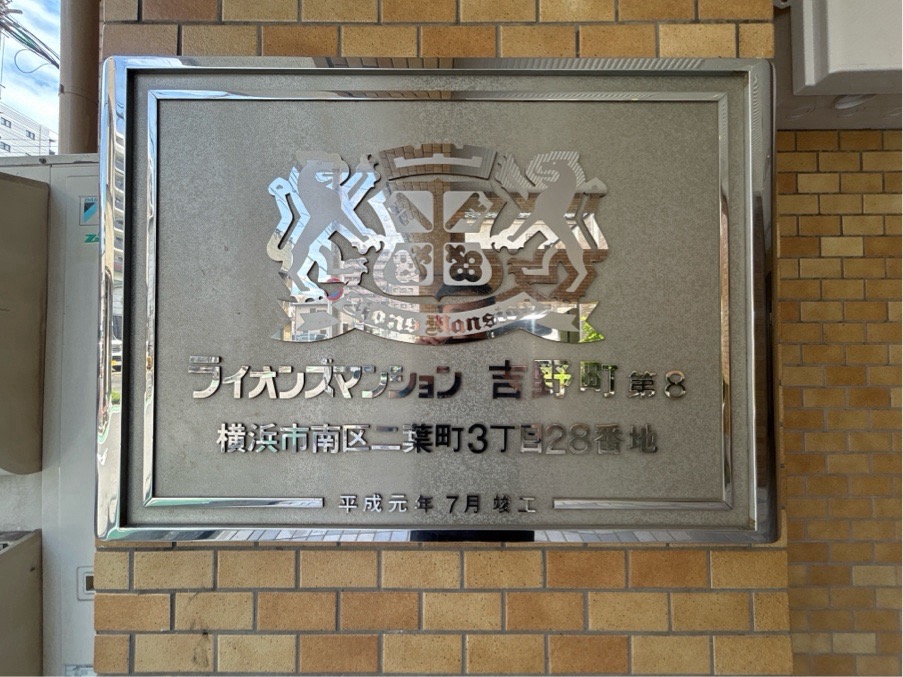 Lions Mansion
ライオンズマンション 吉野町 第8
横浜市南区二葉町3丁目28番地
平成元年7月竣工